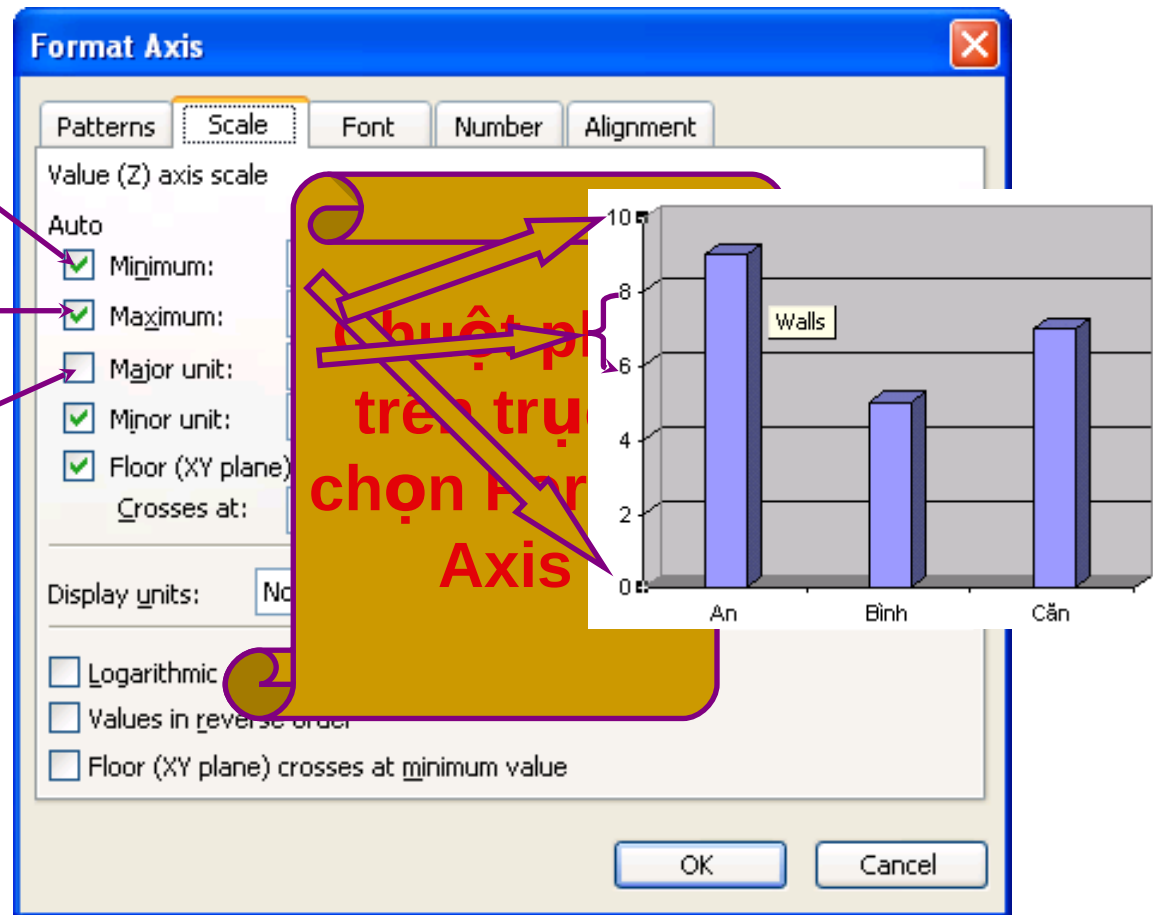 Format Axis
Patterns Scale Font Number Alignment
Value (Z) axis scale
Auto
Minimum:
Maximum:
Major unit:
Minor unit:
Floor (XY plane)
Crosses at:
Display units:
Logarithmic
Values in reverse order
Floor (XY plane) crosses at minimum value
OK Cancel
Chuột
trên
chọn
Axis
10
8
6
4
2
0
Walls
An Bình Căn